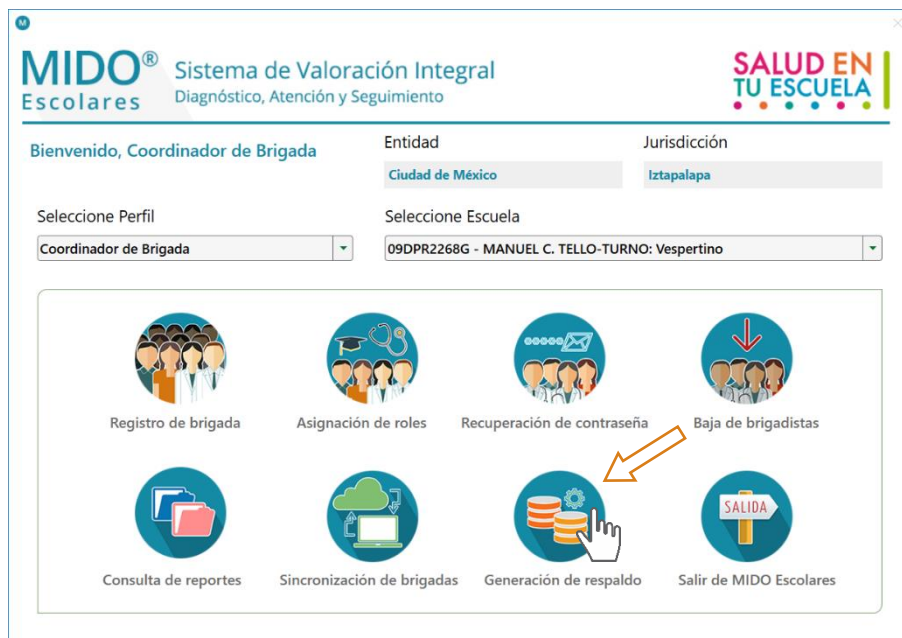 M
MIDO®
Escolares
Sistema de Valoración Integral
Diagnóstico, Atención y Seguimiento
SALUD EN
TU ESCUELA
Bienvenido, Coordinador de Brigada
Entidad
Jurisdicción
Ciudad de México
Iztapalapa
Seleccione Perfil
Seleccione Escuela
Coordinador de Brigada
09DPR2268G - MANUEL C. TELLO-TURNO: Vespertino
Registro de brigada
Asignación de roles
Recuperación de contraseña
Baja de brigadistas
SALIDA
Consulta de reportes
Sincronización de brigadas
Generación de respaldo
Salir de MIDO Escolares